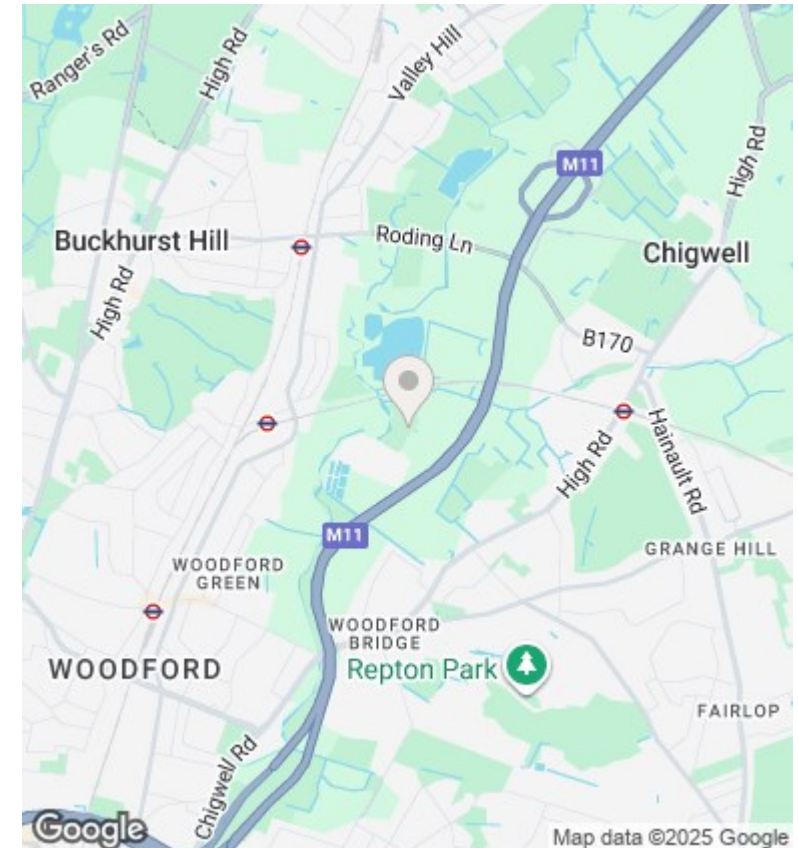 Ranger's Rd
High Rd
Valley Hill
M11
High Rd
Buckhurst Hill
Roding Ln
Chigwell
High Rd
B170
High Rd
Hainault Rd
M11
GRANGE HILL
WOODFORD
GREEN
WOODFORD
BRIDGE
WOODFORD
Repton Park
FAIRLOP
Chigwell Rd
Google
Map data ©2025 Google